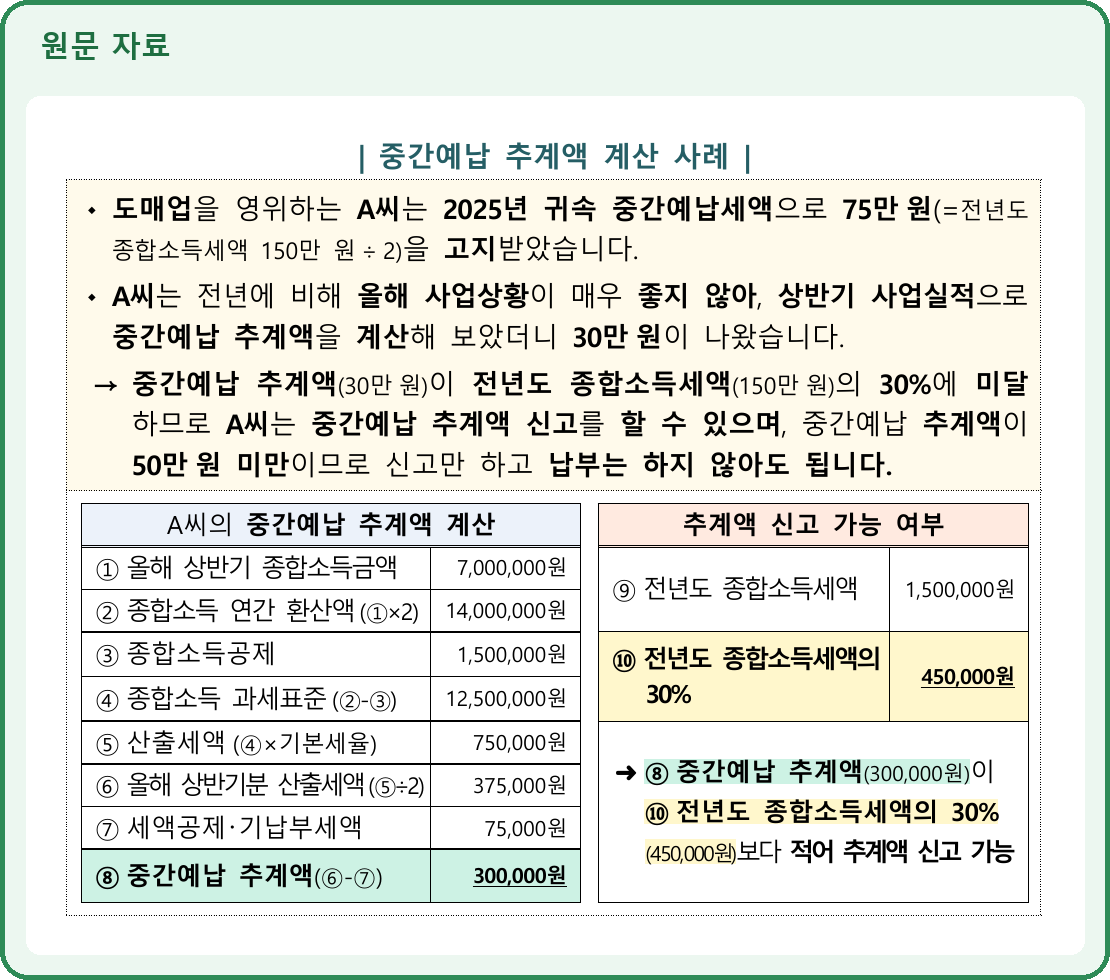 원문 자료
| 중간예납 추계액 계산 사례 |
• 도매업을 영위하는 A씨는 2025년 귀속 중간예납세액으로 75만 원(=전년도
종합소득세액 150만 원 ÷ 2)을 고지받았습니다.
• A씨는 전년에 비해 올해 사업상황이 매우 좋지 않아, 상반기 사업실적으로
중간예납 추계액을 계산해 보았더니 30만 원이 나왔습니다.
→ 중간예납 추계액(30만 원)이 전년도 종합소득세액(150만 원)의 30%에 미달
하므로 A씨는 중간예납 추계액 신고를 할 수 있으며, 중간예납 추계액이
50만 원 미만이므로 신고만 하고 납부는 하지 않아도 됩니다.
A씨의 중간예납 추계액 계산
① 올해 상반기 종합소득금액 7,000,000원
② 종합소득 연간 환산액 (①×2) 14,000,000원
③ 종합소득공제 1,500,000원
④ 종합소득 과세표준 (②-③) 12,500,000원
⑤ 산출세액 (④×기본세율) 750,000원
⑥ 올해 상반기분 산출세액 (⑤÷2) 375,000원
⑦ 세액공제·기납부세액 75,000원
⑧ 중간예납 추계액(⑥-⑦) 300,000원
추계액 신고 가능 여부
⑨ 전년도 종합소득세액 1,500,000원
⑩ 전년도 종합소득세액의
30% 450,000원
➜ ⑧ 중간예납 추계액(300,000원)이
⑩ 전년도 종합소득세액의 30%
(450,000원)보다 적어 추계액 신고 가능